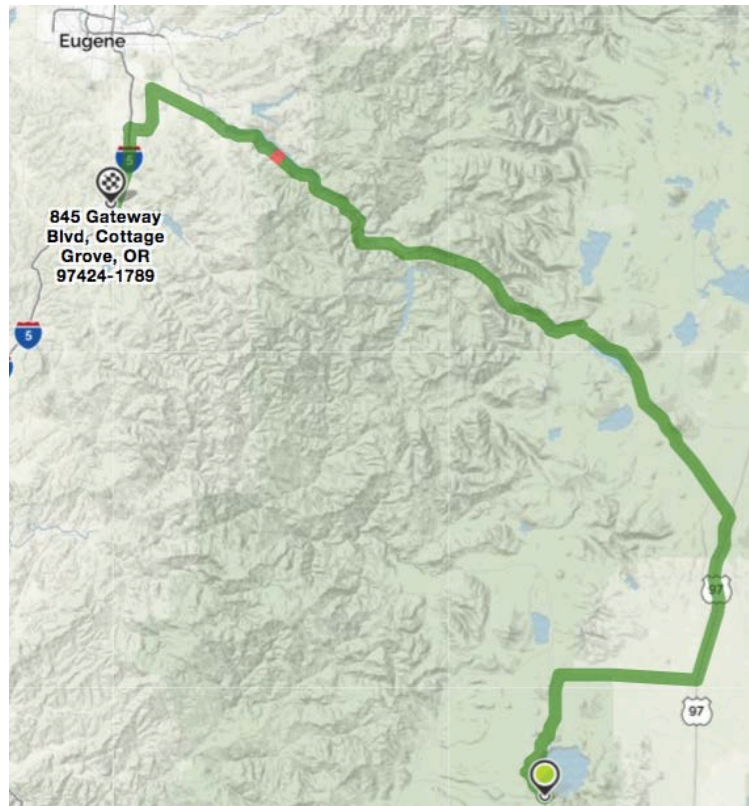 Eugene
5
845 Gateway
Blvd, Cottage
Grove, OR
97424-1789
5
97
97